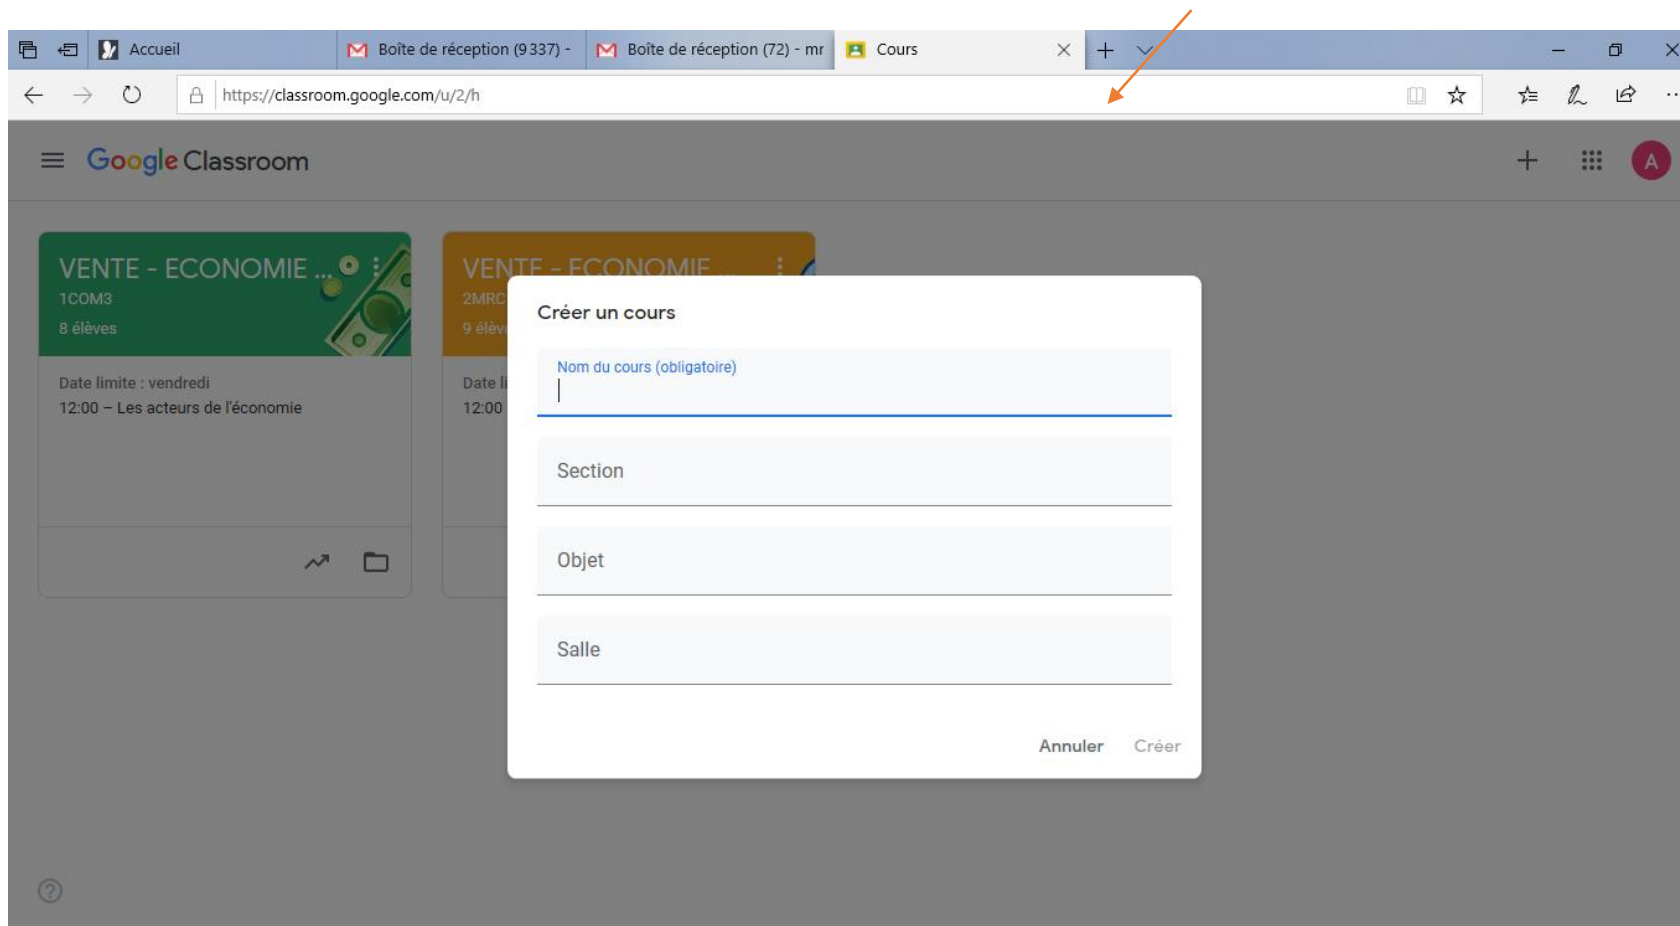 Accueil
Boîte de réception (9 337) -
Boîte de réception (72) - mr
Cours
https://classroom.google.com/u/2/h
Google Classroom
A
VENTE - ECONOMIE ...
1COM3
8 élèves
Date limite : vendredi
12:00 – Les acteurs de l'économie
VENTE - ECONOMIE ...
2MRC
9 élèv
Date li
12:00
Créer un cours
Nom du cours (obligatoire)
Section
Objet
Salle
Annuler
Créer